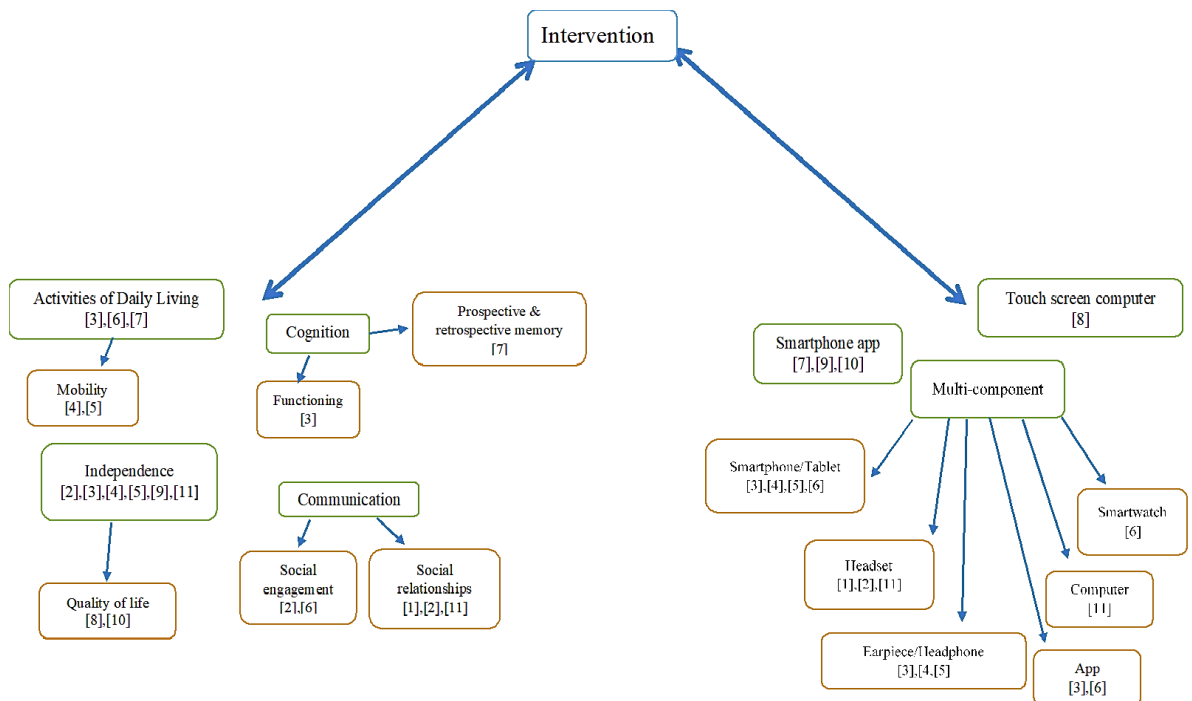 Intervention
Activities of Daily Living
[3],[6],[7]
Mobility
[4],[5]
Independence
[2],[3],[4],[5],[9],[11]
Quality of life
[8],[10]
Cognition
Prospective &
retrospective memory
[7]
Functioning
[3]
Communication
Social
engagement
[2],[6]
Social
relationships
[1],[2],[11]
Touch screen computer
[8]
Smartphone app
[7],[9],[10]
Multi-component
Smartphone/Tablet
[3],[4],[5],[6]
Headset
[1],[2],[11]
Earpiece/Headphone
[3],[4,[5]
Smartwatch
[6]
Computer
[11]
App
[3],[6]